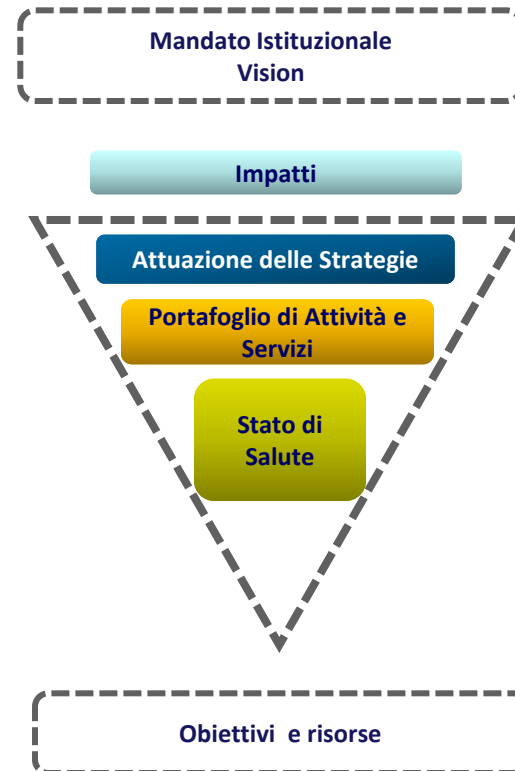 Mandato Istituzionale
Vision
Impatti
Attuazione delle Strategie
Portafoglio di Attività e
Servizi
Stato di
Salute
Obiettivi e risorse